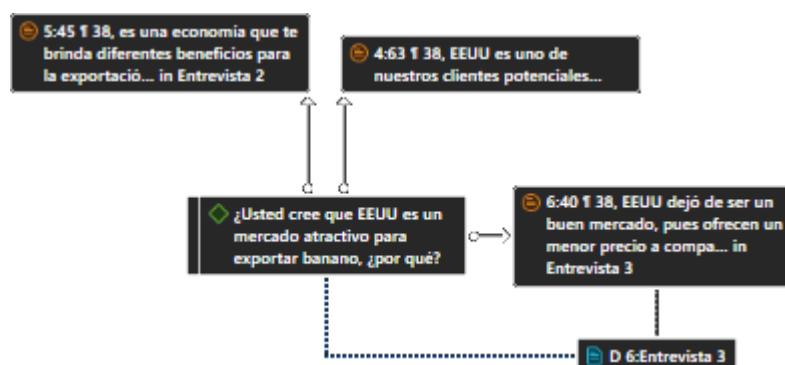 5:45 ¶ 38, es una economía que te
brinda diferentes beneficios para
la exportació... in Entrevista 2
4:63 ¶ 38, EEUU es uno de
nuestros clientes potenciales...
¿Usted cree que EEUU es un
mercado atractivo para
exportar banano, ¿por qué?
6:40 ¶ 38, EEUU dejó de ser un
buen mercado, pues ofrecen un
menor precio a compa... in
Entrevista 3
D 6:Entrevista 3